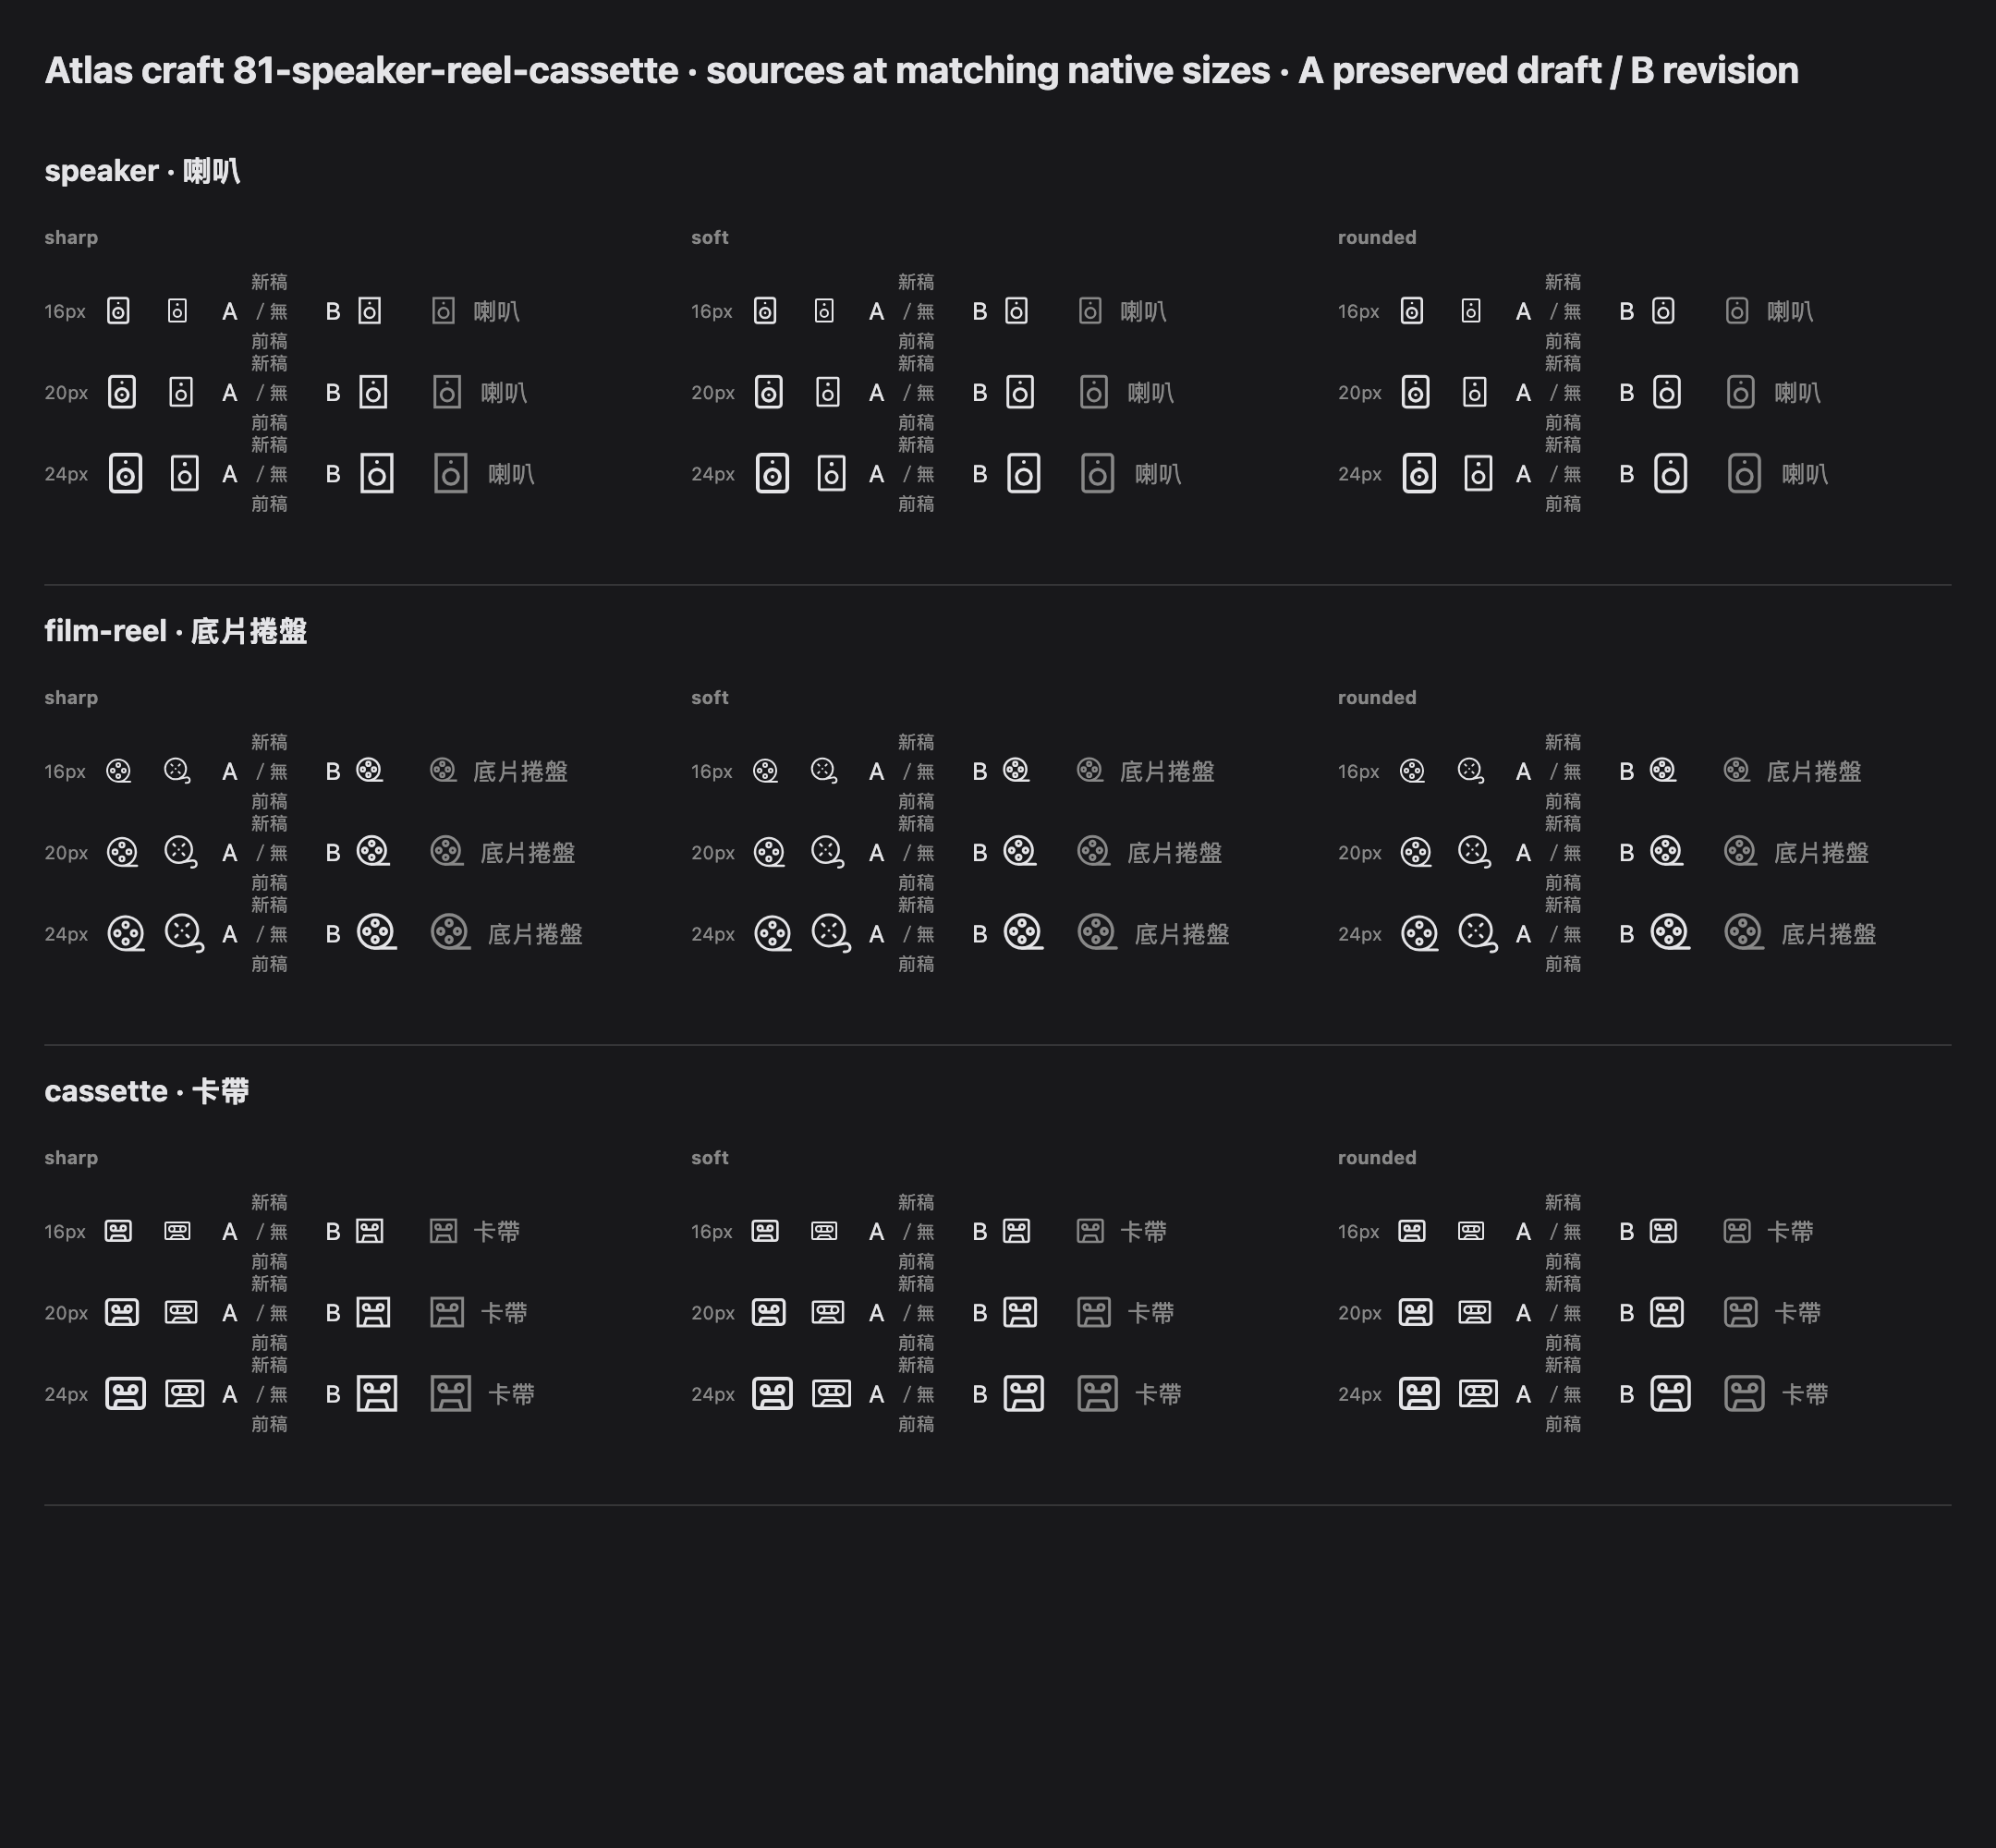 Atlas craft 81-speaker-reel-cassette · sources at matching native sizes · A preserved draft / B revision
speaker · 喇叭
sharp
16px A 新稿 / 無前稿 B 喇叭
20px A 新稿 / 無前稿 B 喇叭
24px A 新稿 / 無前稿 B 喇叭
soft
16px A 新稿 / 無前稿 B 喇叭
20px A 新稿 / 無前稿 B 喇叭
24px A 新稿 / 無前稿 B 喇叭
rounded
16px A 新稿 / 無前稿 B 喇叭
20px A 新稿 / 無前稿 B 喇叭
24px A 新稿 / 無前稿 B 喇叭
film-reel · 底片捲盤
sharp
16px A 新稿 / 無前稿 B 底片捲盤
20px A 新稿 / 無前稿 B 底片捲盤
24px A 新稿 / 無前稿 B 底片捲盤
soft
16px A 新稿 / 無前稿 B 底片捲盤
20px A 新稿 / 無前稿 B 底片捲盤
24px A 新稿 / 無前稿 B 底片捲盤
rounded
16px A 新稿 / 無前稿 B 底片捲盤
20px A 新稿 / 無前稿 B 底片捲盤
24px A 新稿 / 無前稿 B 底片捲盤
cassette · 卡帶
sharp
16px A 新稿 / 無前稿 B 卡帶
20px A 新稿 / 無前稿 B 卡帶
24px A 新稿 / 無前稿 B 卡帶
soft
16px A 新稿 / 無前稿 B 卡帶
20px A 新稿 / 無前稿 B 卡帶
24px A 新稿 / 無前稿 B 卡帶
rounded
16px A 新稿 / 無前稿 B 卡帶
20px A 新稿 / 無前稿 B 卡帶
24px A 新稿 / 無前稿 B 卡帶